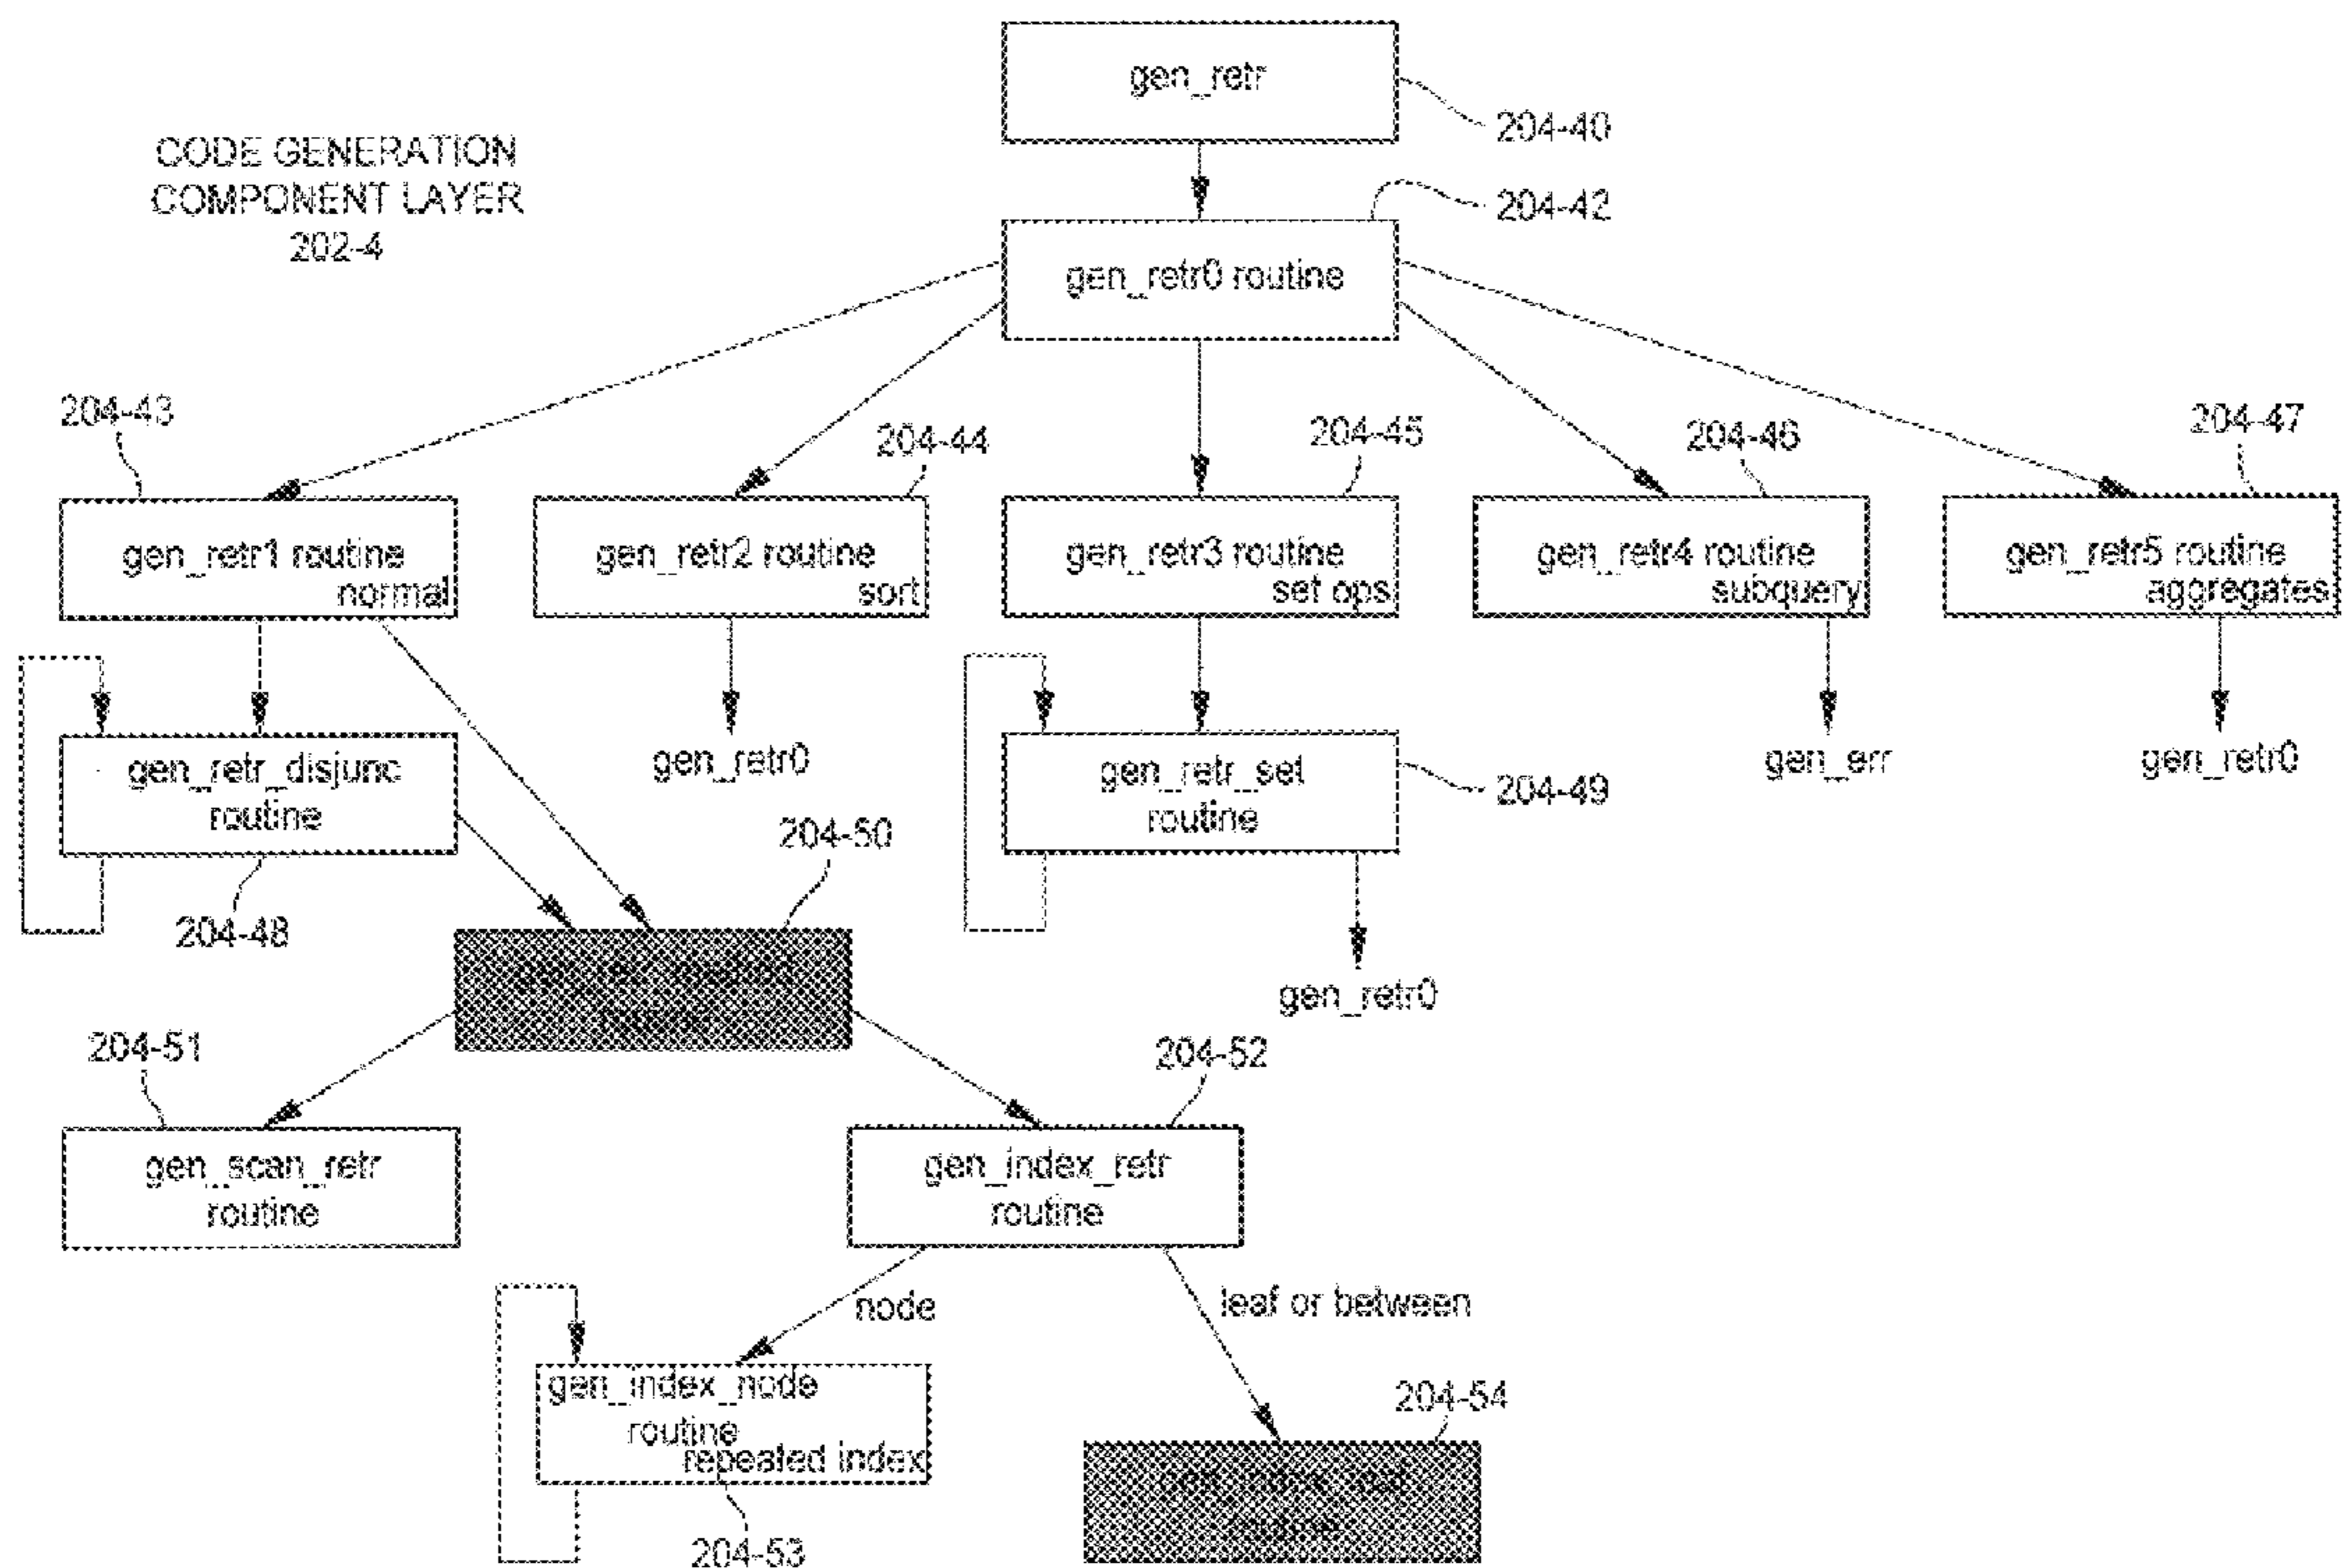 gen_retr
204-40
CODE GENERATION
COMPONENT LAYER
202-4
204-42
gen_retr0 routine
204-43
204-44
204-45
204-46
204-47
gen_retr1 routine
normal
gen_retr2 routine
sort
gen_retr3 routine
set ops
gen_retr4 routine
subquery
gen_retr5 routine
aggregates
gen_retr_disjunc
routine
204-48
gen_retr0
gen_retr_set
routine
204-49
gen_err
gen_retr0
204-50
routine
gen_retr0
204-51
204-52
gen_scan_retr
routine
gen_index_retr
routine
node
leaf or between
gen_index_node
routine
repeated index
204-53
204-54
routine